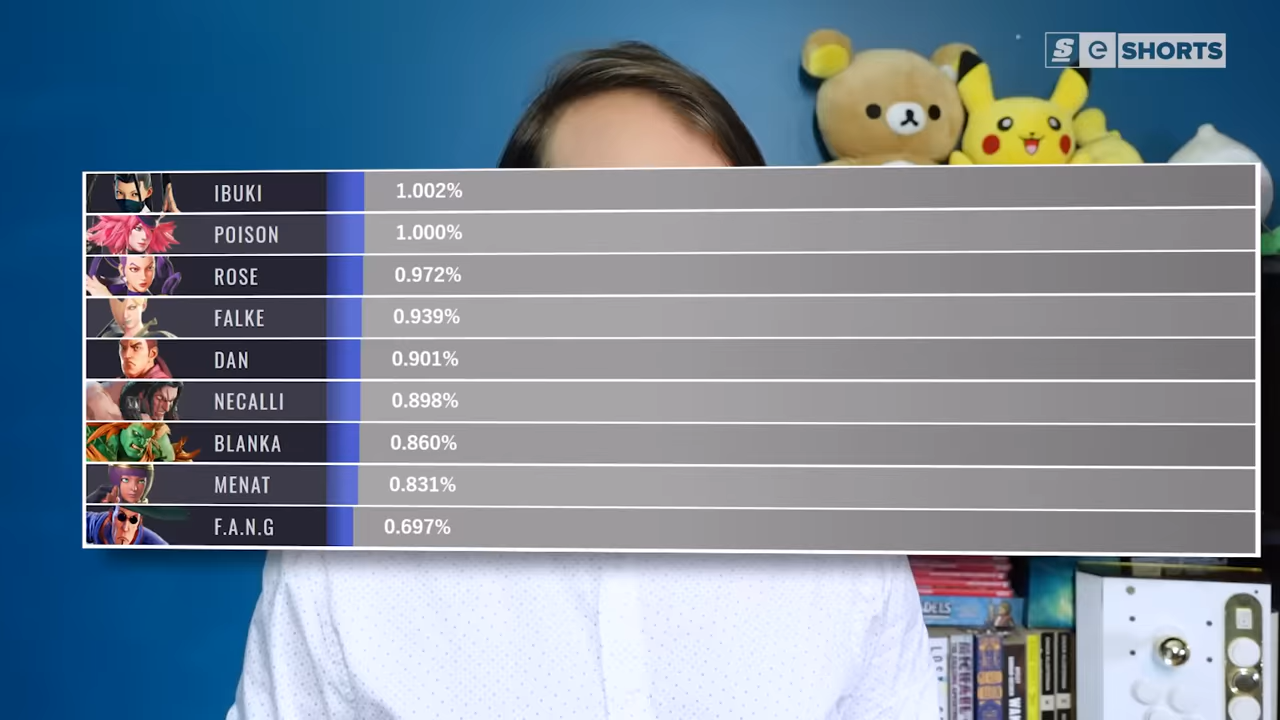 S e SHORTS
IBUKI 1.002%
POISON 1.000%
ROSE 0.972%
FALKE 0.939%
DAN 0.901%
NECALLI 0.898%
BLANKA 0.860%
MENAT 0.831%
F.A.N.G 0.697%